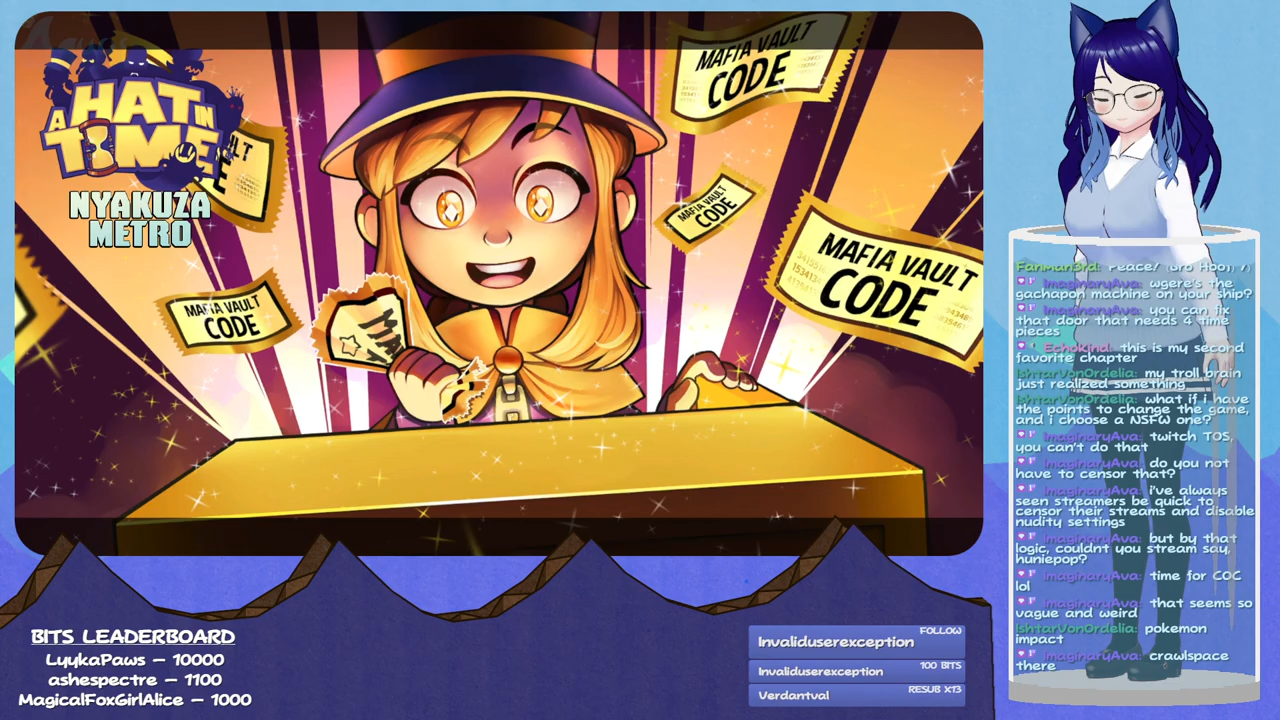 A HAT IN TIME
NYAKUZA
METRO
MAFIA VAULT
CODE
MAFIA VAULT
CODE
MAFIA VAULT
CODE
MAFIA VAULT
CODE
BITS LEADERBOARD
LyykaPaws – 10000
ashespectre – 1100
MagicalFoxGirlAlice – 1000
FOLLOW
Invaliduserexception
100 BITS
Invaliduserexception
RESUB X13
Verdantval
FanMan3rd: Peace! (Bro Hoof /)
ImaginaryAva: wgere's the
gachapon machine on your ship?
ImaginaryAva: you can fix
that door that needs 4 time
pieces
EchoKind: this is my second
favorite chapter
IshtarVonOrdelia: my troll brain
just realized something
IshtarVonOrdelia: what if i have
the points to change the game,
and i choose a NSFW one?
ImaginaryAva: twitch TOS,
you can't do that
ImaginaryAva: do you not
have to censor that?
ImaginaryAva: i've always
seen streamers be quick to
censor their streams and disable
nudity settings
ImaginaryAva: but by that
logic, couldnt you stream say,
huniepop?
ImaginaryAva: time for COC
lol
ImaginaryAva: that seems so
vague and weird
IshtarVonOrdelia: pokemon
impact
ImaginaryAva: crawlspace
there